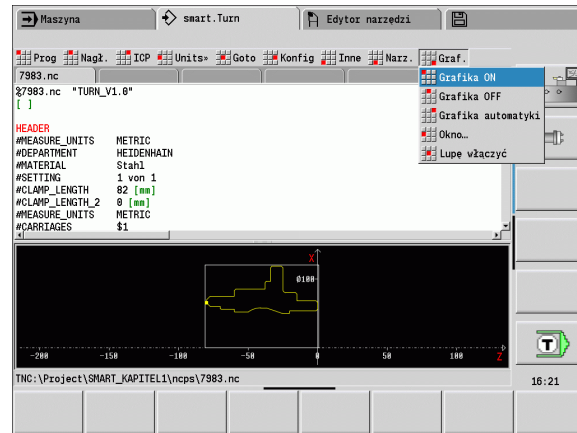 Maszyna smart.Turn Edytor narzędzi
Prog Nagł. ICP Units» Goto Konfig Inne Narz. Graf.
7983.nc
%7983.nc "TURN_V1.0"
[ ]
HEADER
#MEASURE_UNITS METRIC
#DEPARTMENT HEIDENHAIN
#MATERIAL Stahl
#SETTING 1 von 1
#CLAMP_LENGTH 82 [mm]
#CLAMP_LENGTH_2 0 [mm]
#MEASURE_UNITS METRIC
#CARRIAGES $1
Grafika ON
Grafika OFF
Grafika automatyki
Okno…
Lupę włączyć
X
Ø100
-200 -150 -100 -50 0 50 100 Z
T
TNC:\Project\SMART_KAPITEL1\ncps\7983.nc
16:21